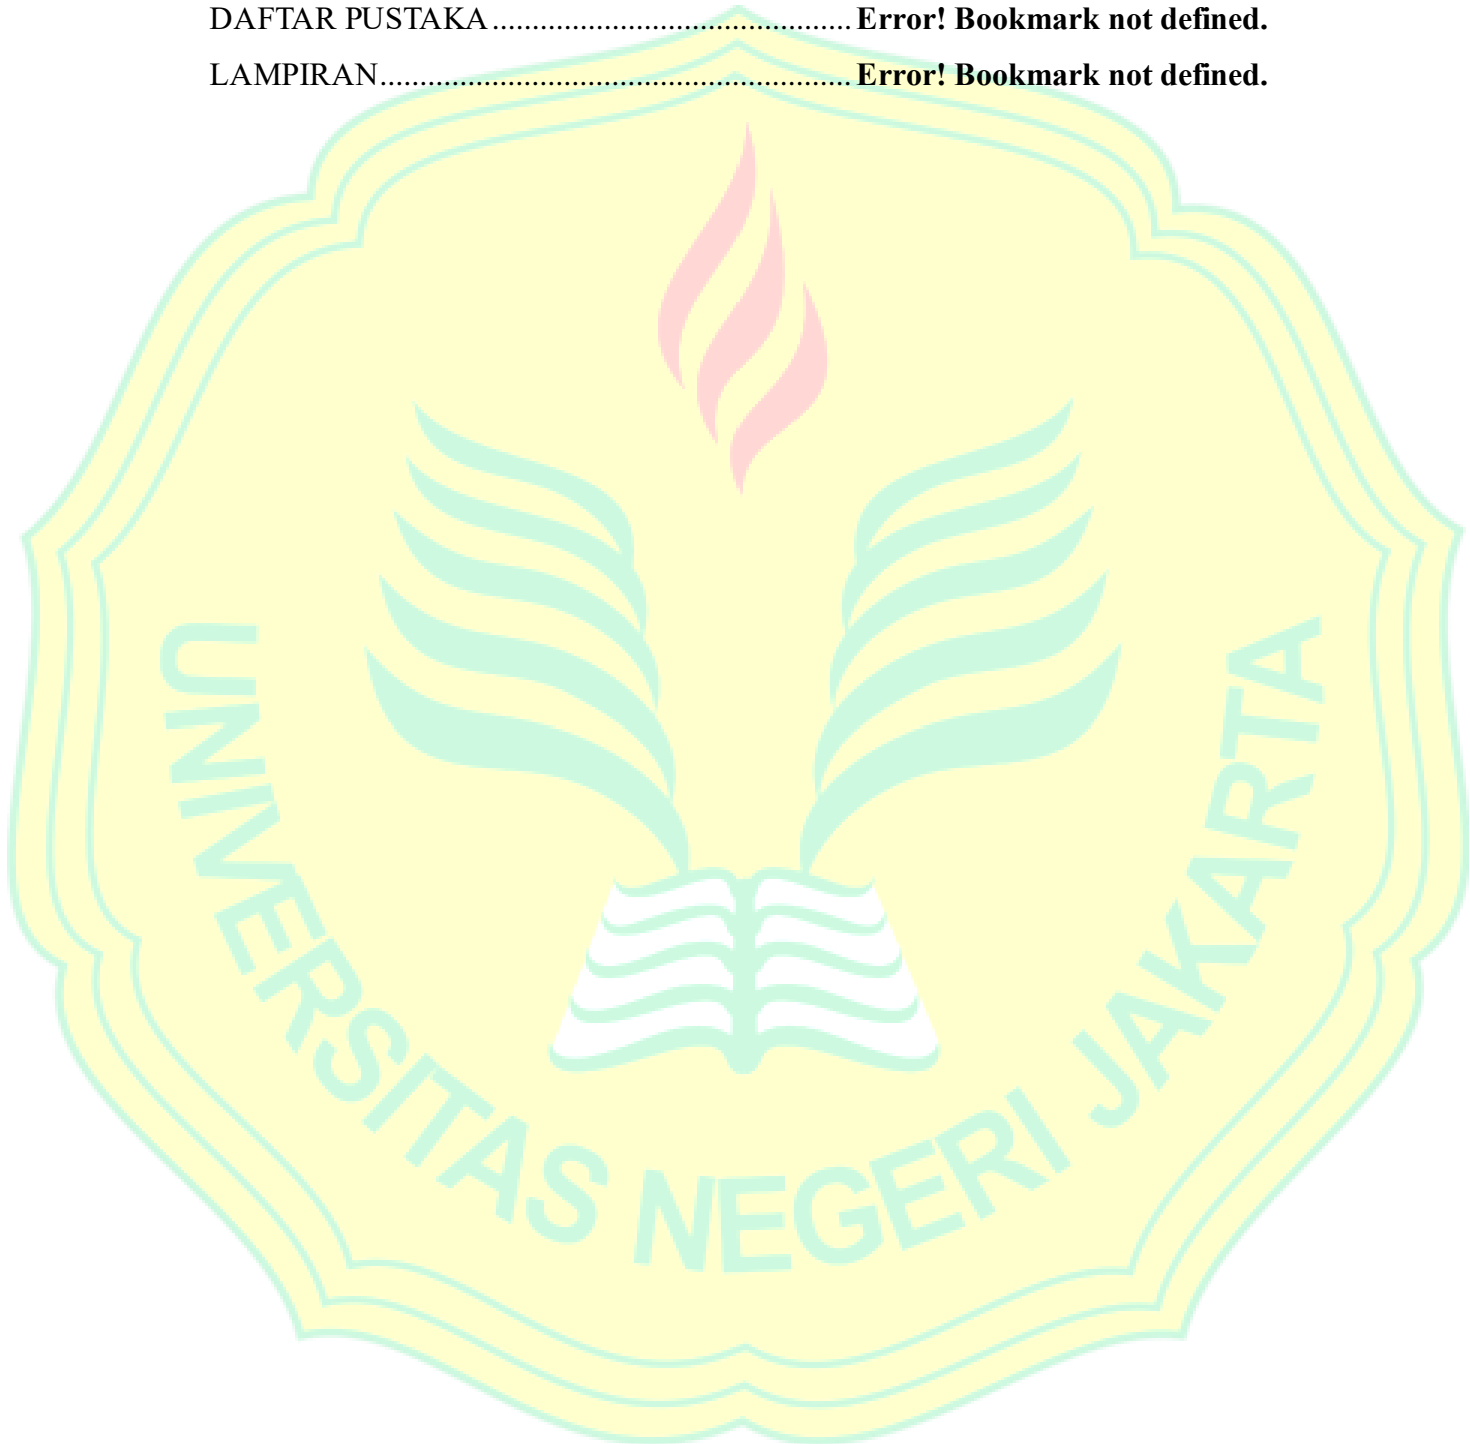 DAFTAR PUSTAKA............................................. Error! Bookmark not defined.
LAMPIRAN........................................................... Error! Bookmark not defined.
UNIVERSITAS NEGERI JAKARTA